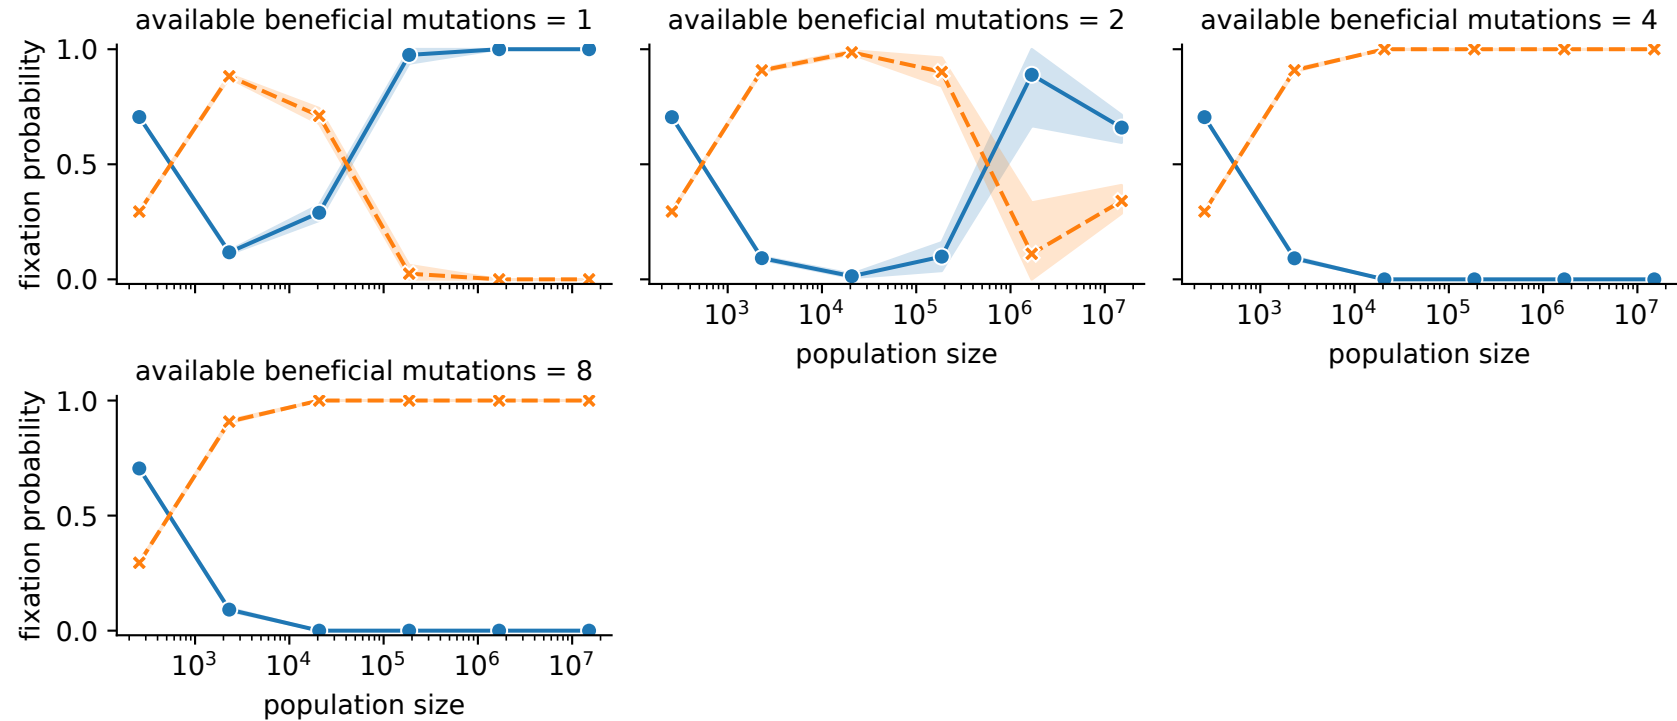 available beneficial mutations = 1
available beneficial mutations = 2
available beneficial mutations = 4
fixation probability
1.0
0.5
0.0
10³ 10⁴ 10⁵ 10⁶ 10⁷
population size
10³ 10⁴ 10⁵ 10⁶ 10⁷
population size
available beneficial mutations = 8
fixation probability
1.0
0.5
0.0
10³ 10⁴ 10⁵ 10⁶ 10⁷
population size